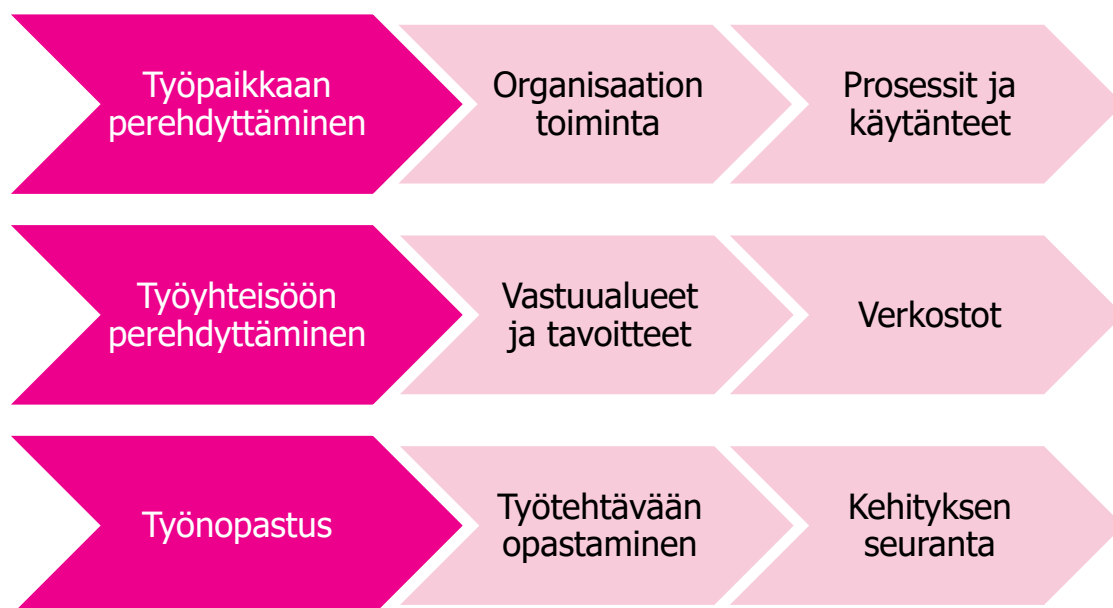 Työpaikkaan
perehdyttäminen
Organisaation
toiminta
Prosessit ja
käytänteet
Työyhteisöön
perehdyttäminen
Vastuualueet
ja tavoitteet
Verkostot
Työnopastus
Työtehtävään
opastaminen
Kehityksen
seuranta